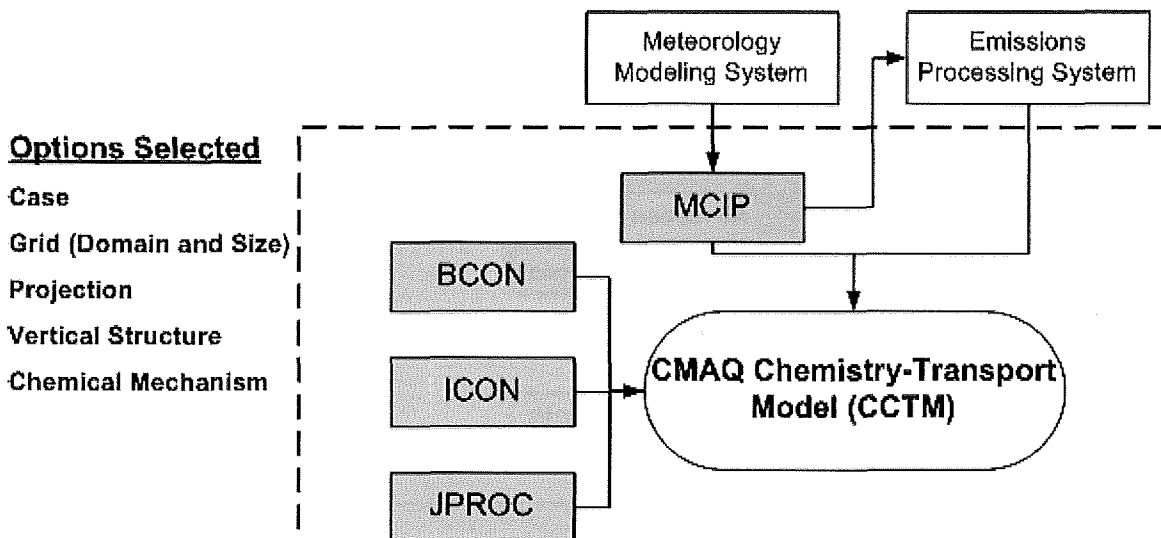 Meteorology
Modeling System
Emissions
Processing System
Options Selected
Case
Grid (Domain and Size)
Projection
Vertical Structure
Chemical Mechanism
MCIP
BCON
ICON
JPROC
CMAQ Chemistry-Transport
Model (CCTM)